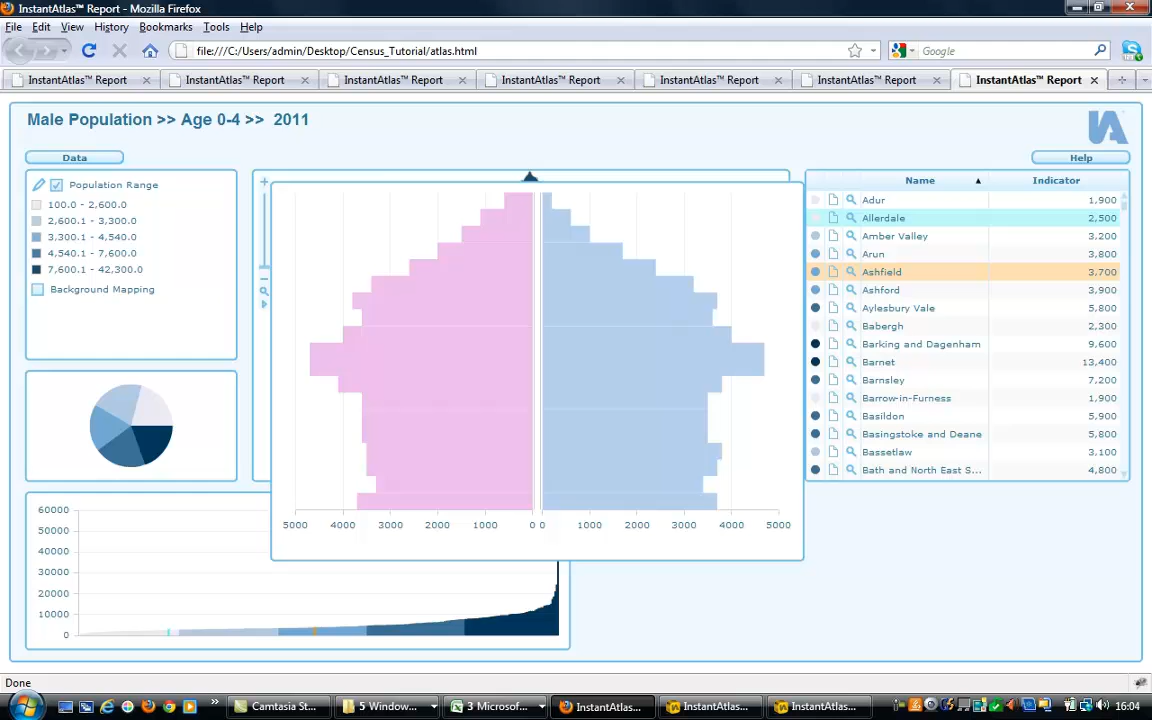 InstantAtlas™ Report - Mozilla Firefox
File Edit View History Bookmarks Tools Help
file:///C:/Users/admin/Desktop/Census_Tutorial/atlas.html
Google
InstantAtlas™ Report
InstantAtlas™ Report
InstantAtlas™ Report
InstantAtlas™ Report
InstantAtlas™ Report
InstantAtlas™ Report
InstantAtlas™ Report
Male Population >> Age 0-4 >> 2011
IA
Data
Help
Population Range
100.0 - 2,600.0
2,600.1 - 3,300.0
3,300.1 - 4,540.0
4,540.1 - 7,600.0
7,600.1 - 42,300.0
Background Mapping
Name Indicator
Adur 1,900
Allerdale 2,500
Amber Valley 3,200
Arun 3,800
Ashfield 3,700
Ashford 3,900
Aylesbury Vale 5,800
Babergh 2,300
Barking and Dagenham 9,600
Barnet 13,400
Barnsley 7,200
Barrow-in-Furness 1,900
Basildon 5,900
Basingstoke and Deane 5,800
Bassetlaw 3,100
Bath and North East S... 4,800
5000 4000 3000 2000 1000 0 0 1000 2000 3000 4000 5000
60000
50000
40000
30000
20000
10000
0
Done
Camtasia St...
5 Window...
3 Microsof...
InstantAtlas...
InstantAtlas...
InstantAtlas...
16:04